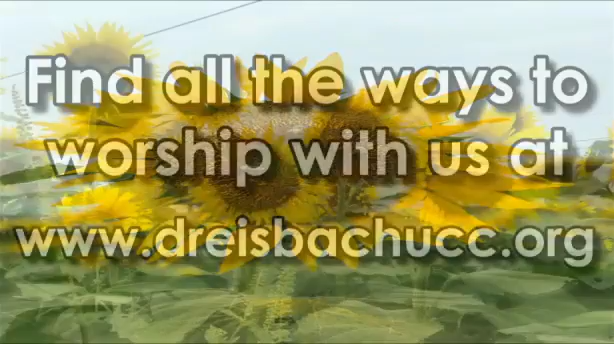 Find all the ways to
worship with us at
www.dreisbachucc.org